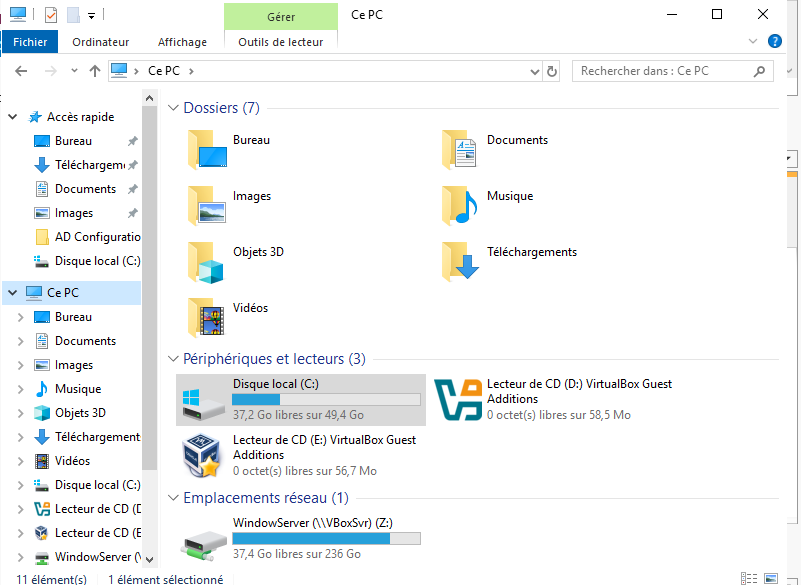 Gérer
Ce PC
Fichier
Ordinateur
Affichage
Outils de lecteur
Ce PC
Rechercher dans : Ce PC
Accès rapide
Bureau
Téléchargem
Documents
Images
AD Configuratio
Disque local (C:)
Ce PC
Bureau
Documents
Images
Musique
Objets 3D
Téléchargement
Vidéos
Disque local (C:)
Lecteur de CD (D
Lecteur de CD (E
WindowServer (\
Dossiers (7)
Bureau
Documents
Images
Musique
Objets 3D
Téléchargements
Vidéos
Périphériques et lecteurs (3)
Disque local (C:)
37,2 Go libres sur 49,4 Go
Lecteur de CD (D:) VirtualBox Guest
Additions
0 octet(s) libres sur 58,5 Mo
Lecteur de CD (E:) VirtualBox Guest
Additions
0 octet(s) libres sur 56,7 Mo
Emplacements réseau (1)
WindowServer (\\VBoxSvr) (Z:)
37,4 Go libres sur 236 Go
11 élément(s)
1 élément sélectionné